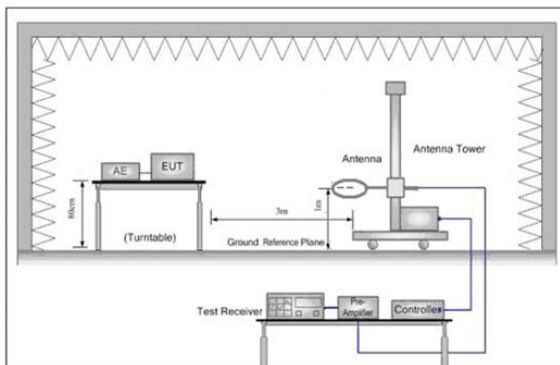 Antenna
Antenna Tower
AE
EUT
80cm
(Turntable)
3m
1m
Ground Reference Plane
Test Receiver
Pre-
Amplifier
Controller